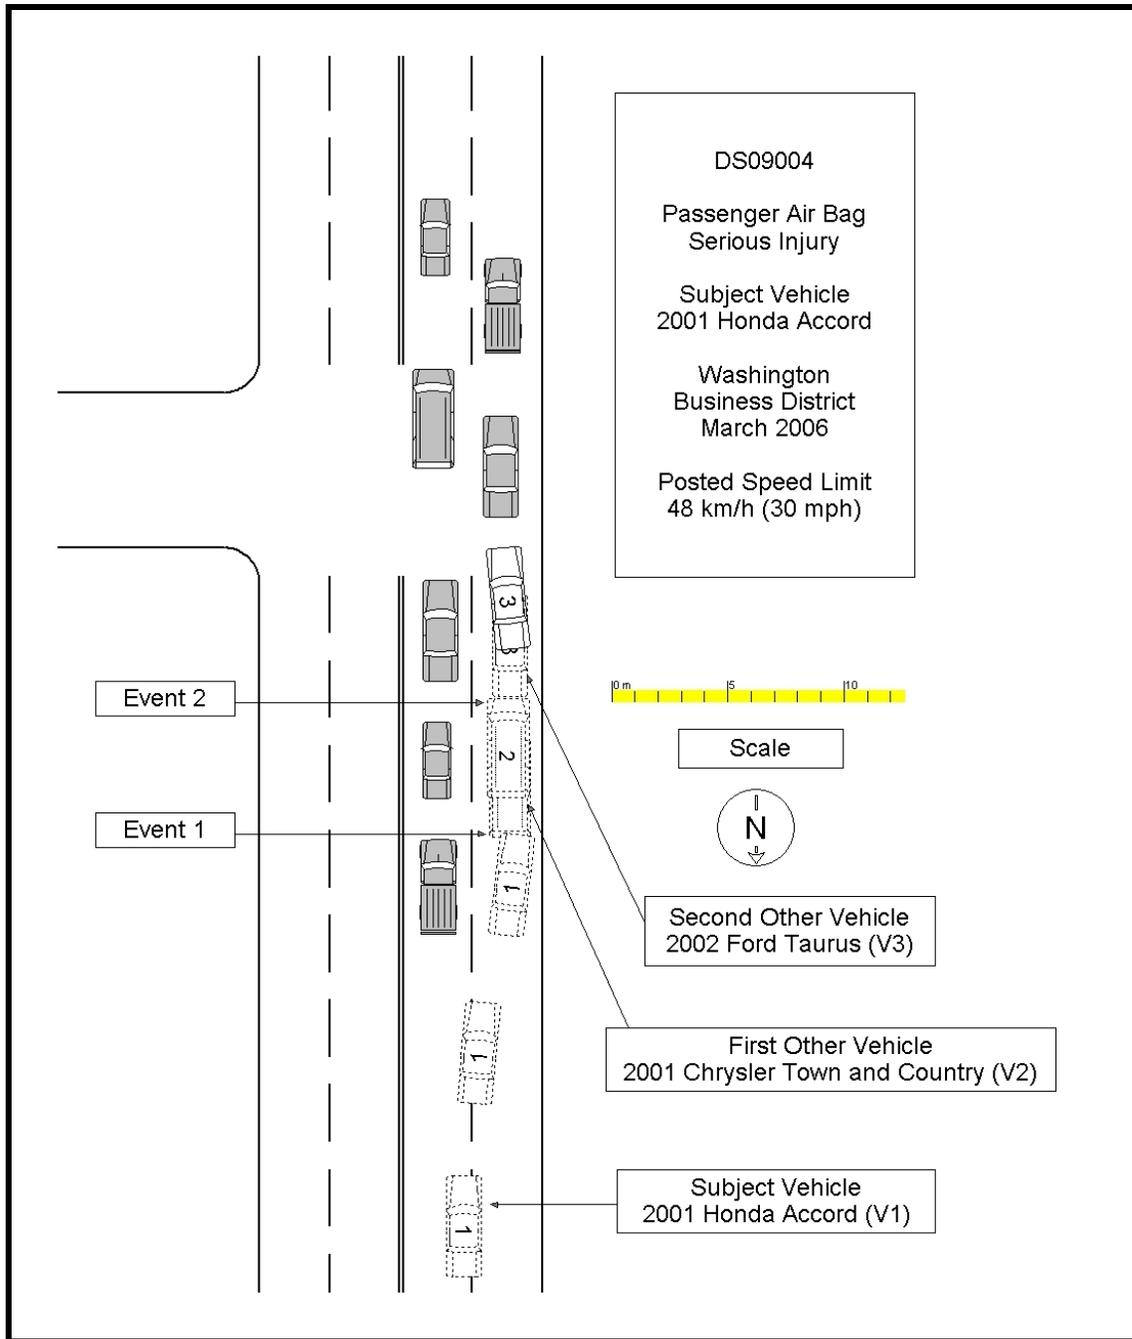 DS09004
Passenger Air Bag
Serious Injury
Subject Vehicle
2001 Honda Accord
Washington
Business District
March 2006
Posted Speed Limit
48 km/h (30 mph)
3
3
Event 2
0 m
5
10
2
Scale
Event 1
N
1
Second Other Vehicle
2002 Ford Taurus (V3)
1
First Other Vehicle
2001 Chrysler Town and Country (V2)
Subject Vehicle
2001 Honda Accord (V1)
1